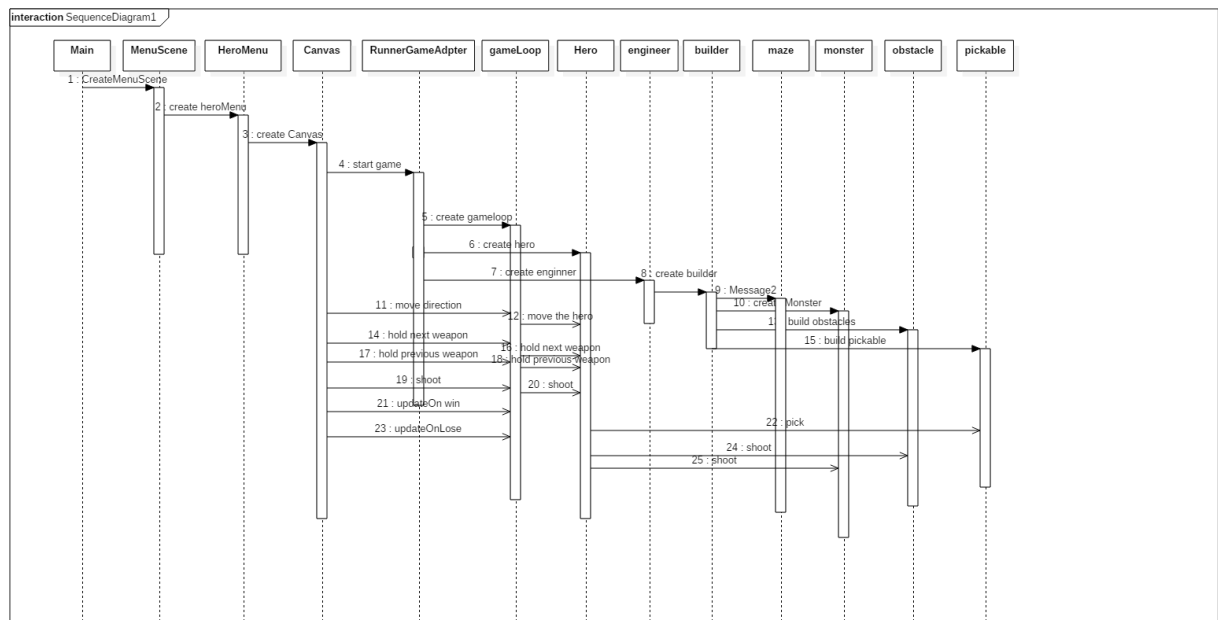 interaction SequenceDiagram1
Main MenuScene HeroMenu Canvas RunnerGameAdpter gameLoop Hero engineer builder maze monster obstacle pickable
1 : CreateMenuScene
2 : create heroMenu
3 : create Canvas
4 : start game
5 : create gameloop
6 : create hero
7 : create enginner
8 : create builder
9 : Message2
10 : create Monster
11 : move direction
12 : move the hero
13 : build obstacles
14 : hold next weapon
15 : build pickable
16 : hold next weapon
17 : hold previous weapon
18 : hold previous weapon
19 : shoot
20 : shoot
21 : updateOn win
22 : pick
23 : updateOnLose
24 : shoot
25 : shoot